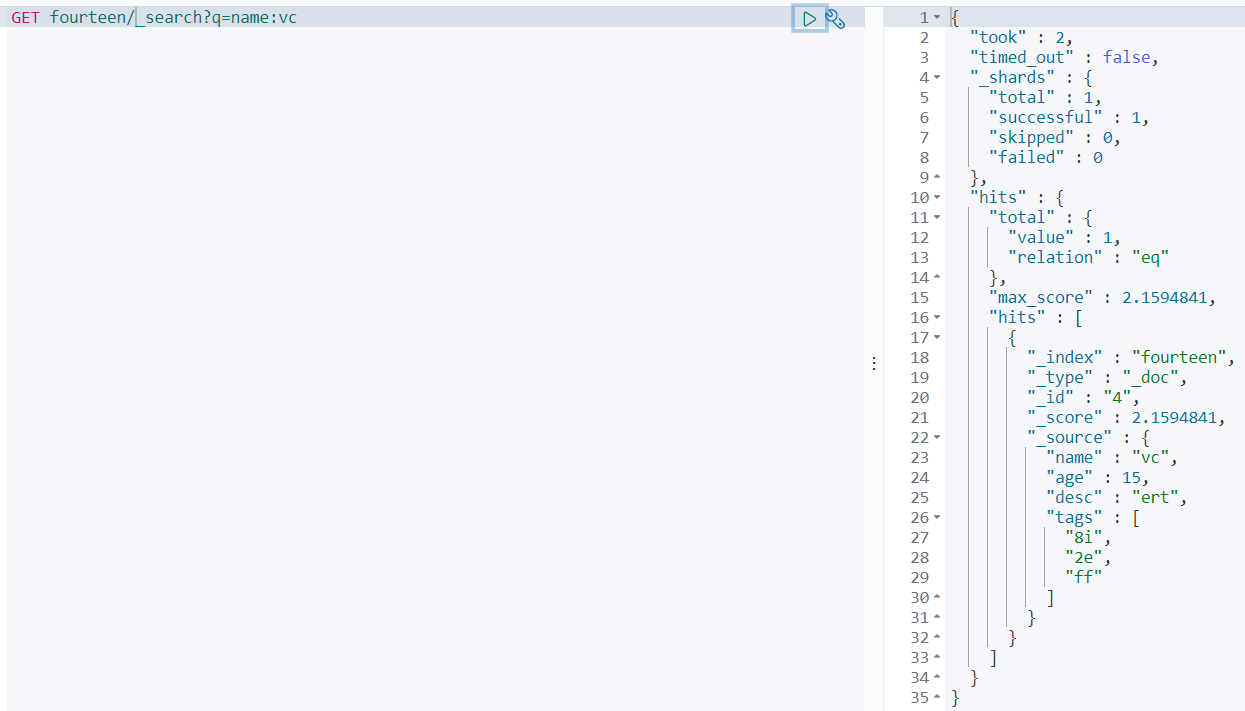 GET fourteen/_search?q=name:vc
1 {
2 "took" : 2,
3 "timed_out" : false,
4 "_shards" : {
5 "total" : 1,
6 "successful" : 1,
7 "skipped" : 0,
8 "failed" : 0
9 },
10 "hits" : {
11 "total" : {
12 "value" : 1,
13 "relation" : "eq"
14 },
15 "max_score" : 2.1594841,
16 "hits" : [
17 {
18 "_index" : "fourteen",
19 "_type" : "_doc",
20 "_id" : "4",
21 "_score" : 2.1594841,
22 "_source" : {
23 "name" : "vc",
24 "age" : 15,
25 "desc" : "ert",
26 "tags" : [
27 "8i",
28 "2e",
29 "ff"
30 ]
31 }
32 }
33 ]
34 }
35 }